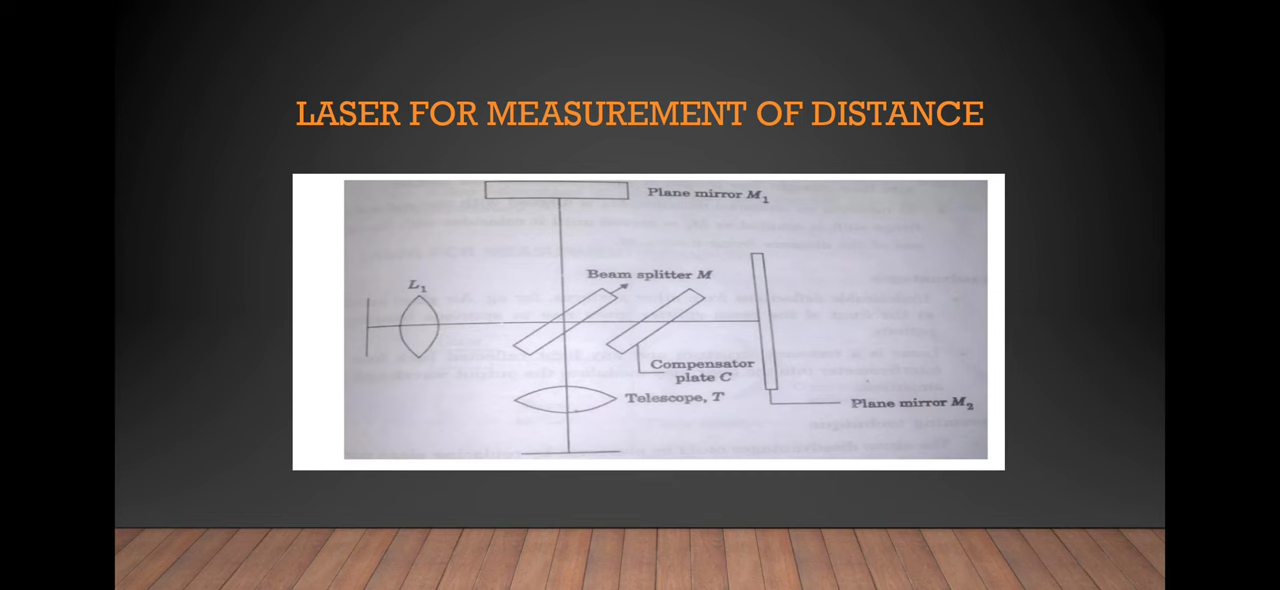 LASER FOR MEASUREMENT OF DISTANCE
Plane mirror M₁
Beam splitter M
L₁
Compensator
plate C
Telescope, T
Plane mirror M₂